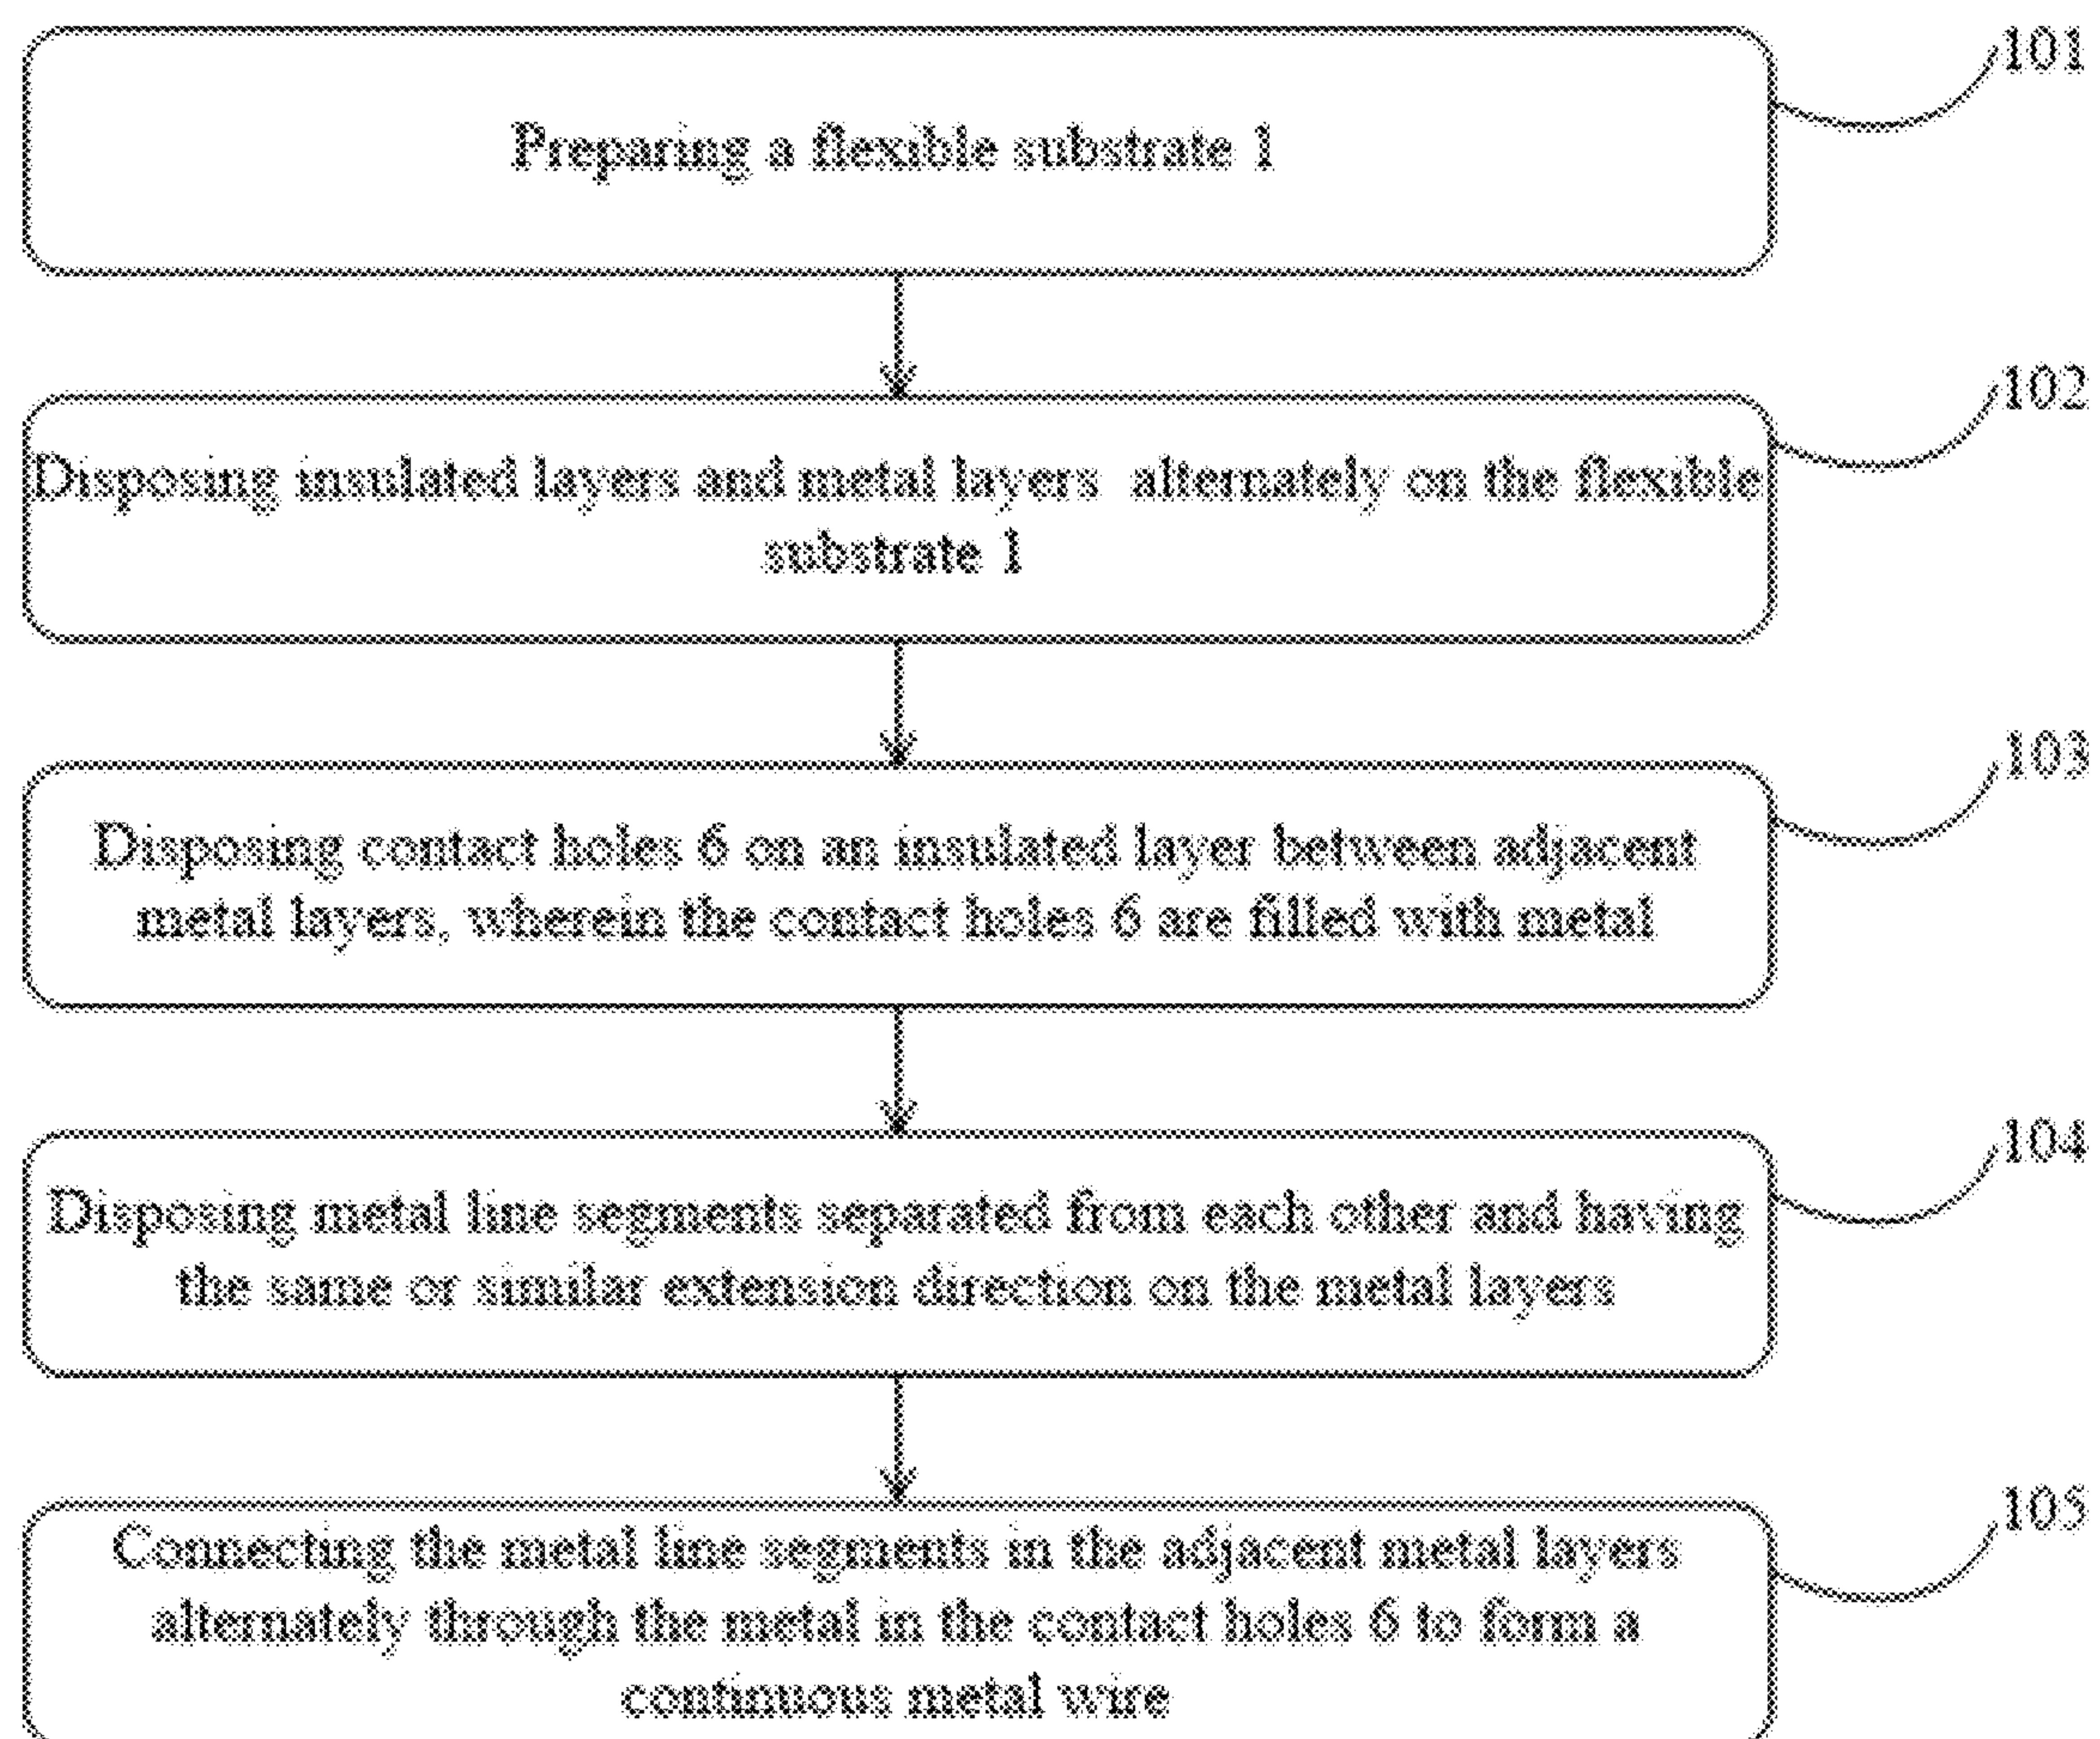 101
Preparing a flexible substrate 1
102
Disposing insulated layers and metal layers alternately on the flexible
substrate 1
103
Disposing contact holes 6 on an insulated layer between adjacent
metal layers, wherein the contact holes 6 are filled with metal
104
Disposing metal line segments separated from each other and having
the same or similar extension direction on the metal layers
105
Connecting the metal line segments in the adjacent metal layers
alternately through the metal in the contact holes 6 to form a
continuous metal wire